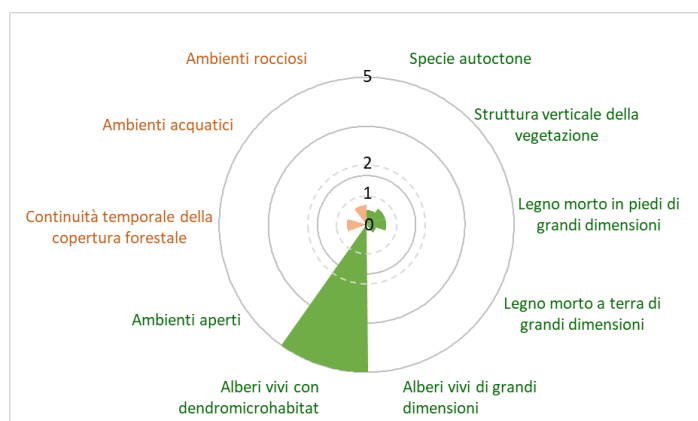 Ambienti rocciosi
Specie autoctone
5
Ambienti acquatici
Struttura verticale della
vegetazione
2
1
Continuità temporale della
copertura forestale
0
Legno morto in piedi di
grandi dimensioni
Ambienti aperti
Legno morto a terra di
grandi dimensioni
Alberi vivi con
dendromicrohabitat
Alberi vivi di grandi
dimensioni